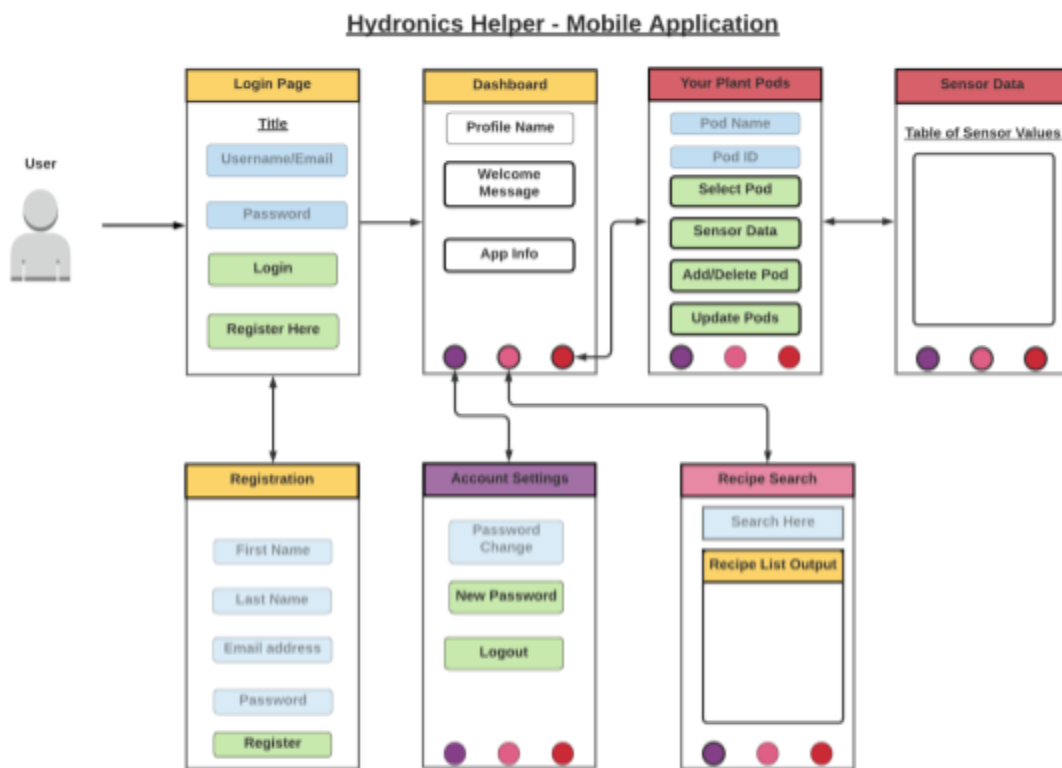 Hydronics Helper - Mobile Application
User
Login Page
Title
Username/Email
Password
Login
Register Here
Dashboard
Profile Name
Welcome
Message
App Info
Your Plant Pods
Pod Name
Pod ID
Select Pod
Sensor Data
Add/Delete Pod
Update Pods
Sensor Data
Table of Sensor Values
Registration
First Name
Last Name
Email address
Password
Register
Account Settings
Password
Change
New Password
Logout
Recipe Search
Search Here
Recipe List Output